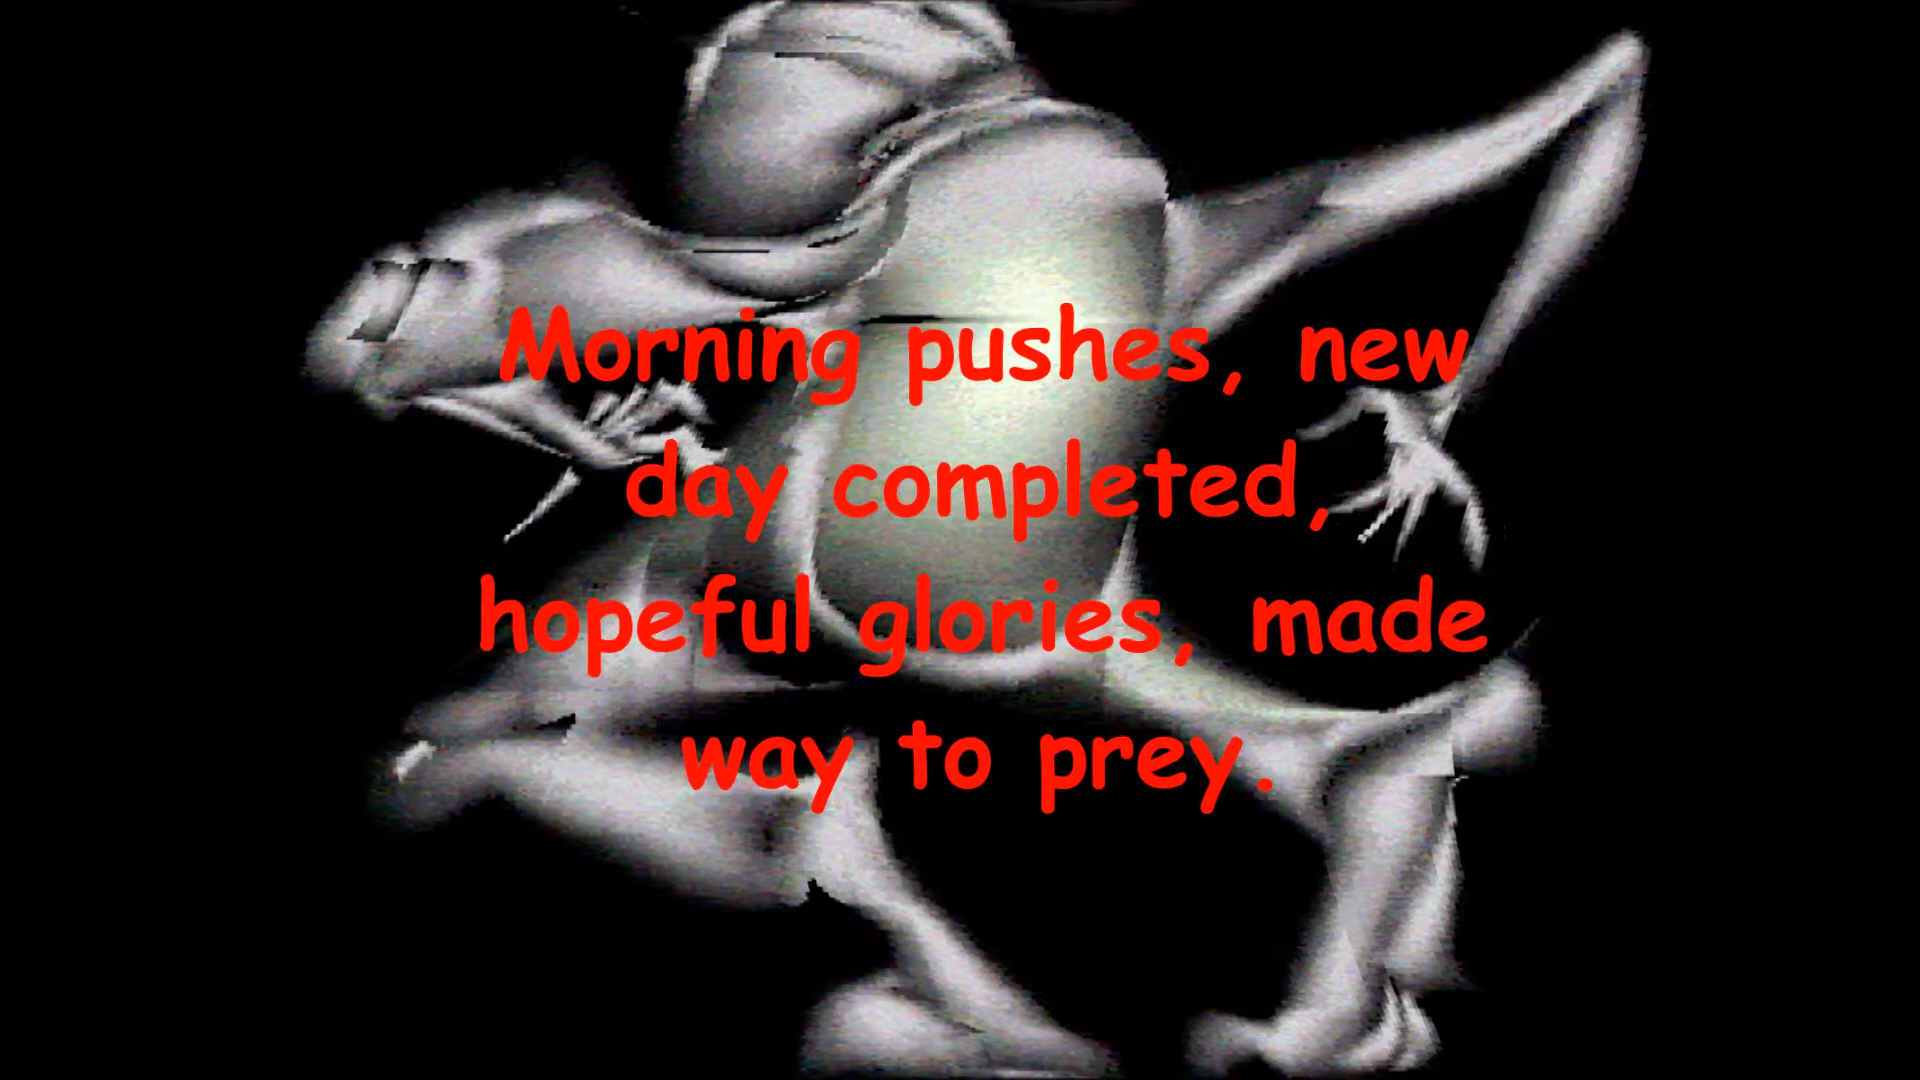 Morning pushes, new
day completed,
hopeful glories, made
way to prey.